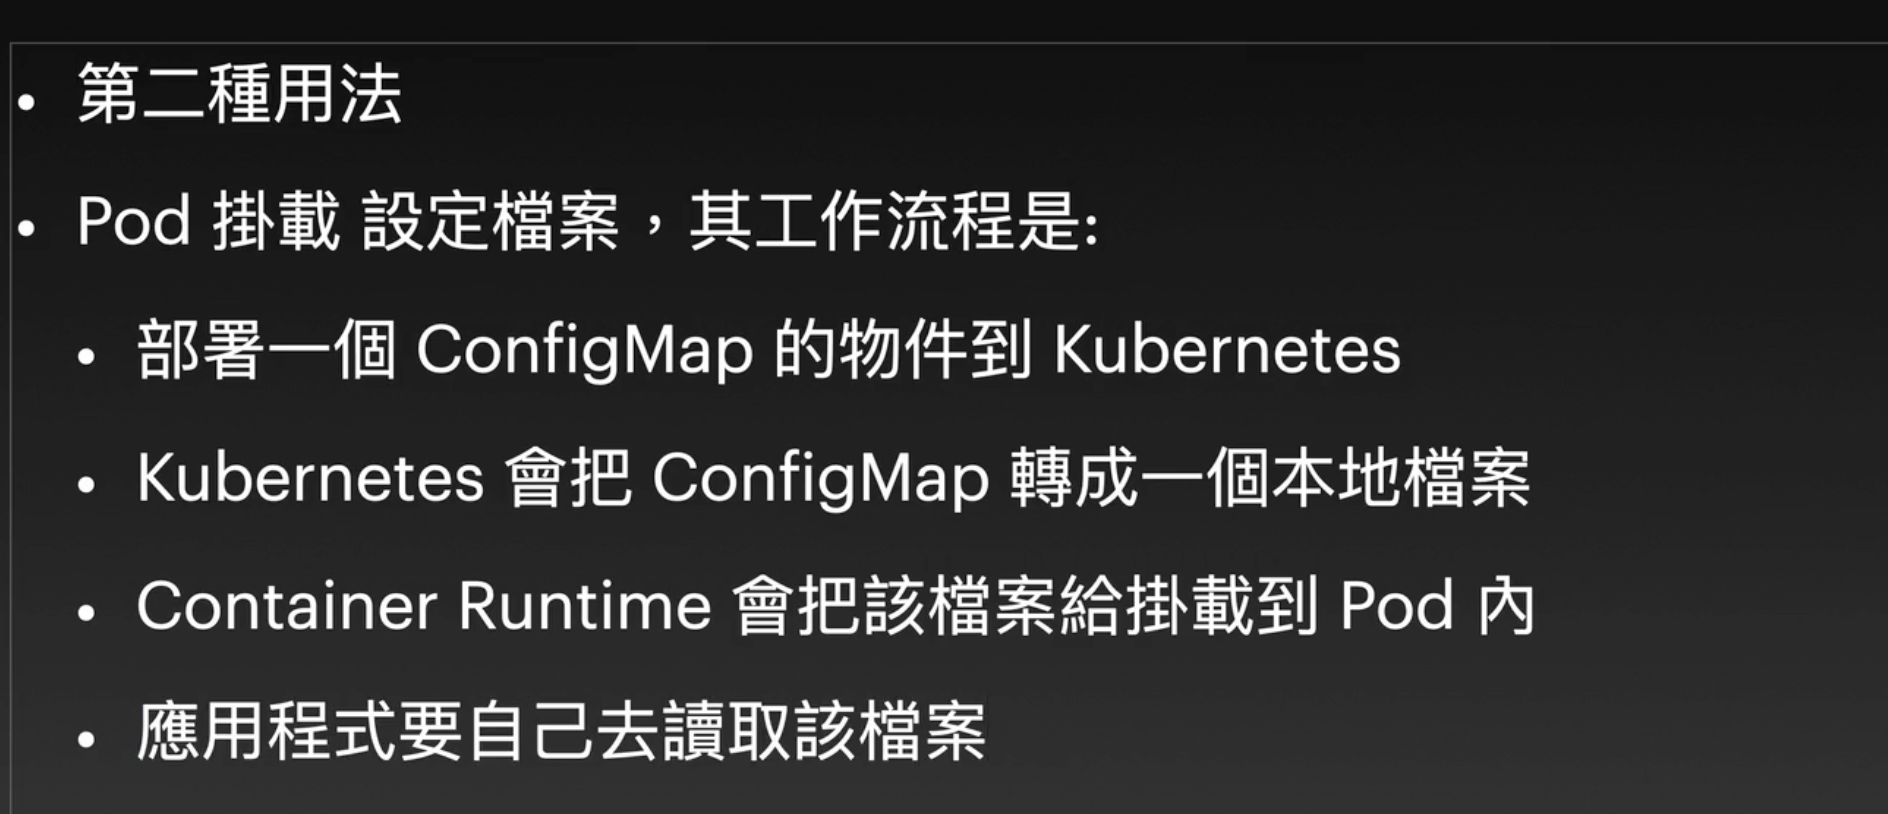 • 第二種用法
• Pod 掛載 設定檔案，其工作流程是:
• 部署一個 ConfigMap 的物件到 Kubernetes
• Kubernetes 會把 ConfigMap 轉成一個本地檔案
• Container Runtime 會把該檔案給掛載到 Pod 內
• 應用程式要自己去讀取該檔案